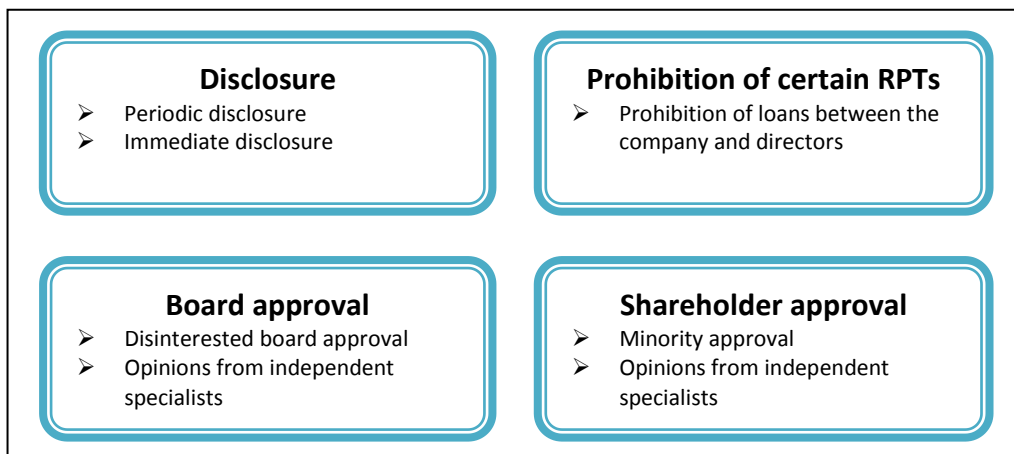 Disclosure
➢ Periodic disclosure
➢ Immediate disclosure
Prohibition of certain RPTs
➢ Prohibition of loans between the
company and directors
Board approval
➢ Disinterested board approval
➢ Opinions from independent
specialists
Shareholder approval
➢ Minority approval
➢ Opinions from independent
specialists